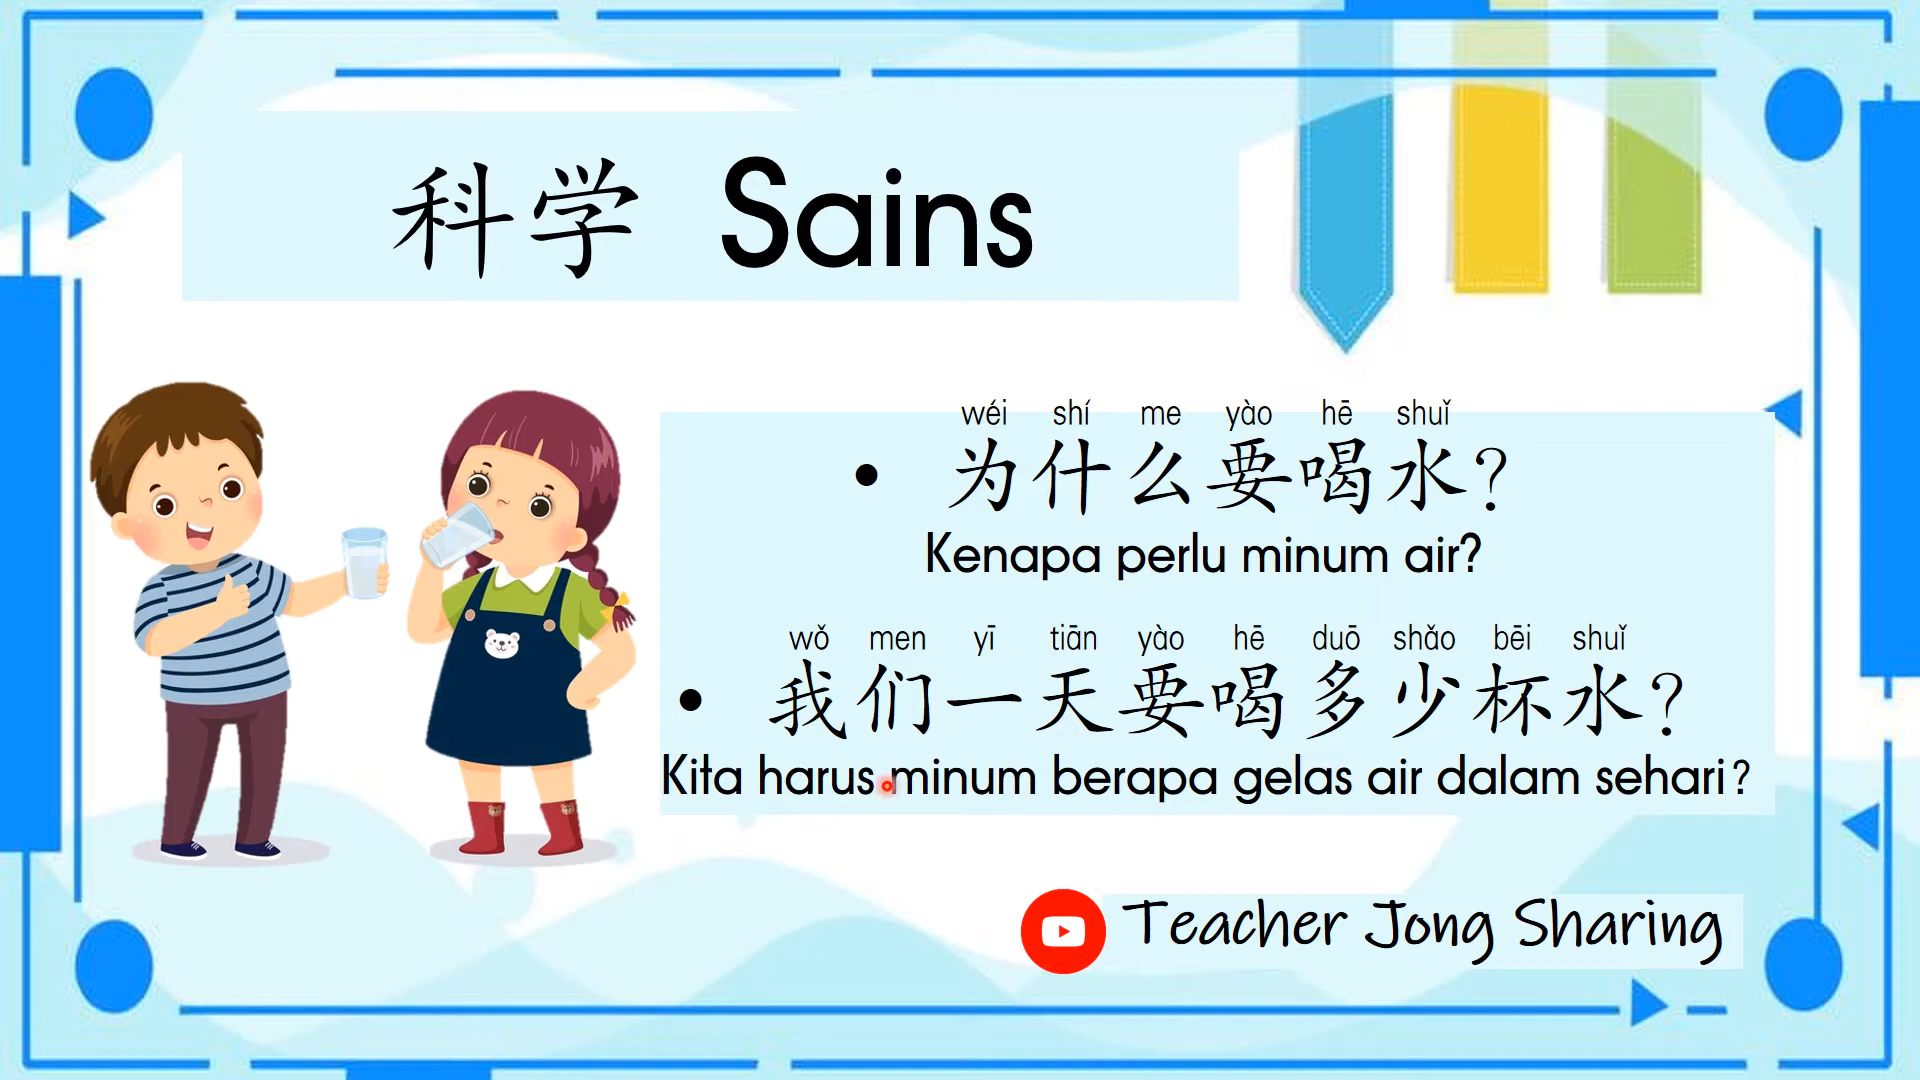 科学 Sains
wéi shí me yào hē shuǐ
• 为什么要喝水？
Kenapa perlu minum air?
wǒ men yī tiān yào hē duō shǎo bēi shuǐ
• 我们一天要喝多少杯水？
Kita harus minum berapa gelas air dalam sehari?
Teacher Jong Sharing